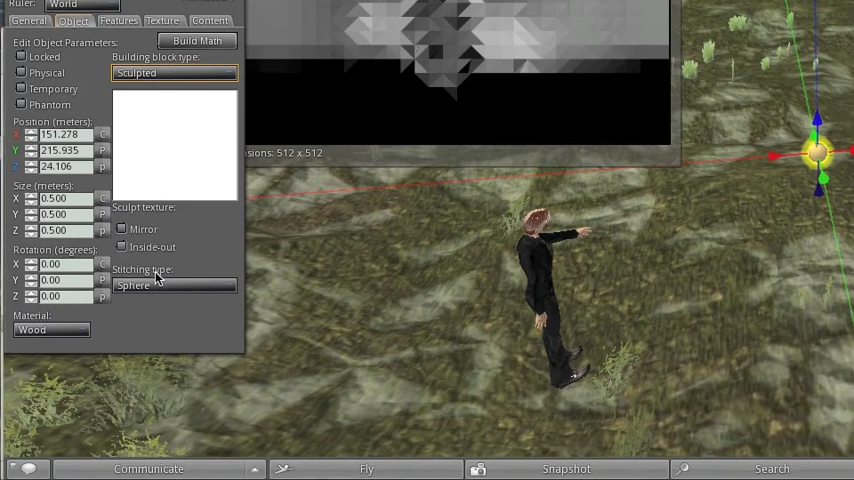 Ruler: World
General Object Features Texture Content
Edit Object Parameters: Build Math
Locked Building block type:
Physical Sculpted
Temporary
Phantom
Position (meters):
X 151.278 C
Y 215.935 p
Z 24.106 p
sions: 512 x 512
Size (meters):
X 0.500 C
Y 0.500 p
Z 0.500 p
Sculpt texture:
Mirror
Inside-out
Rotation (degrees):
X 0.00 C
Y 0.00 p
Z 0.00 p
Stitching type:
Sphere
Material:
Wood
Communicate Fly Snapshot Search